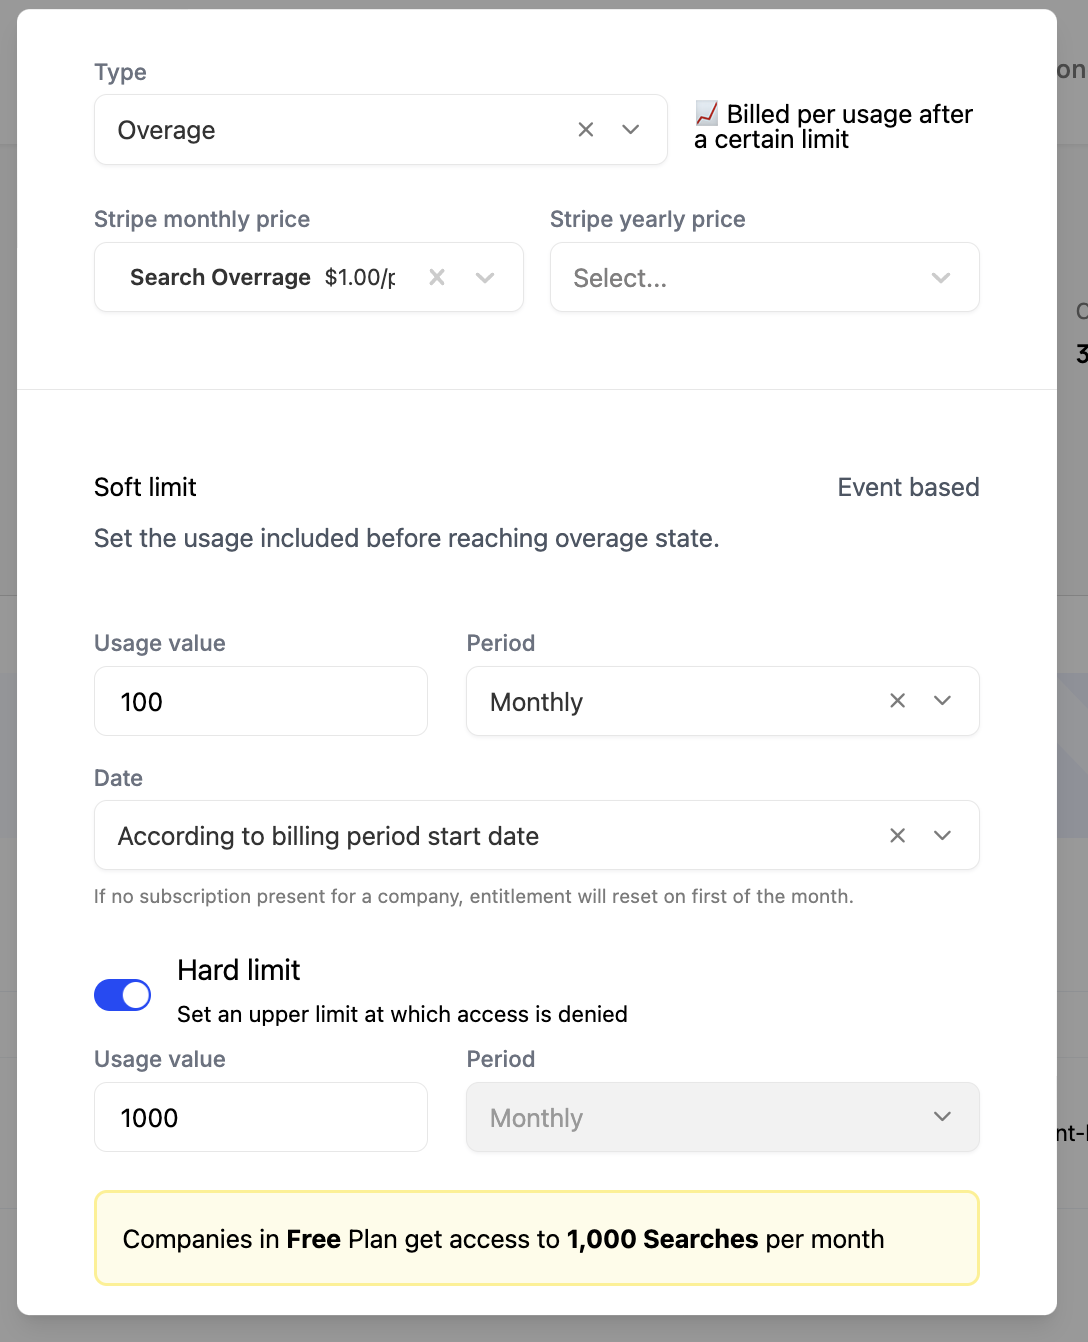 Type
Overage
📈 Billed per usage after
a certain limit
Stripe monthly price
Stripe yearly price
Search Overrage $1.00/
Select...
Soft limit
Event based
Set the usage included before reaching overage state.
Usage value
Period
100
Monthly
Date
According to billing period start date
If no subscription present for a company, entitlement will reset on first of the month.
Hard limit
Set an upper limit at which access is denied
Usage value
Period
1000
Monthly
Companies in Free Plan get access to 1,000 Searches per month